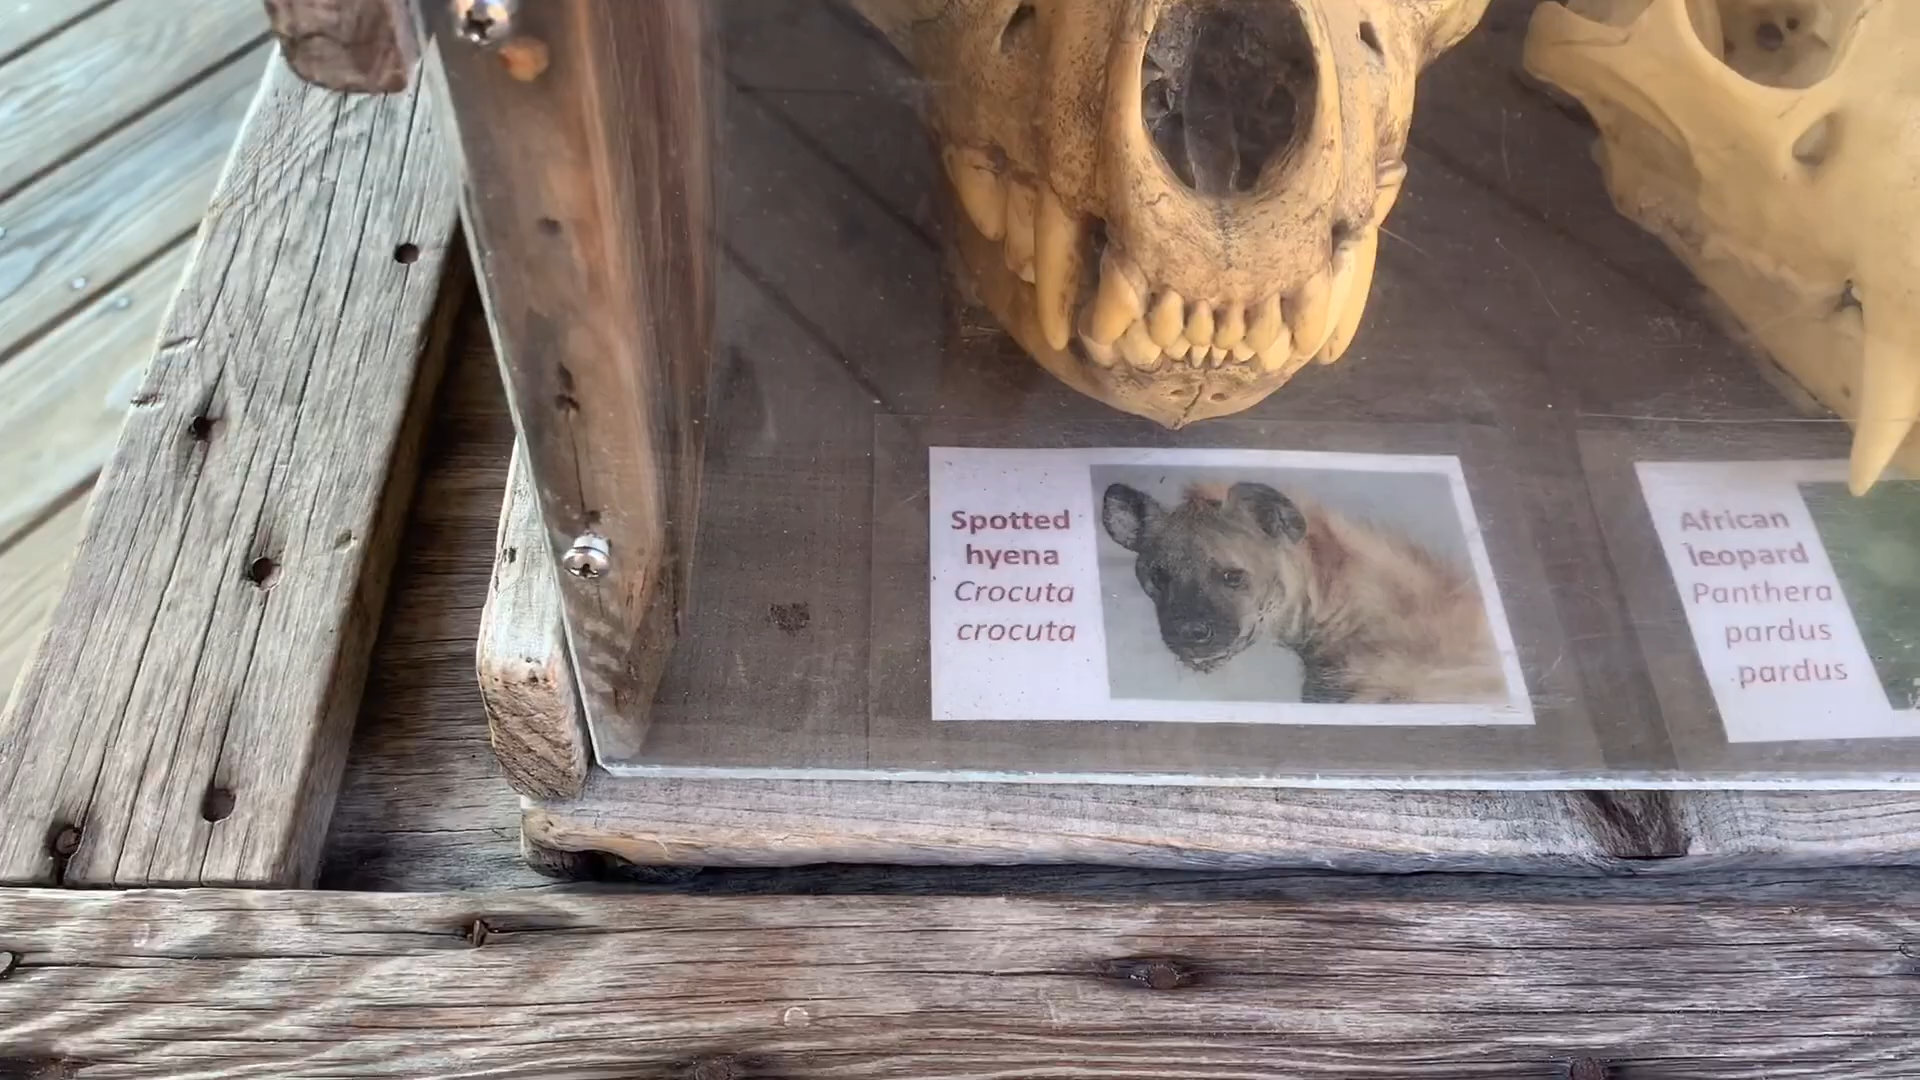 Spotted
hyena
Crocuta
crocuta
African
leopard
Panthera
pardus
pardus